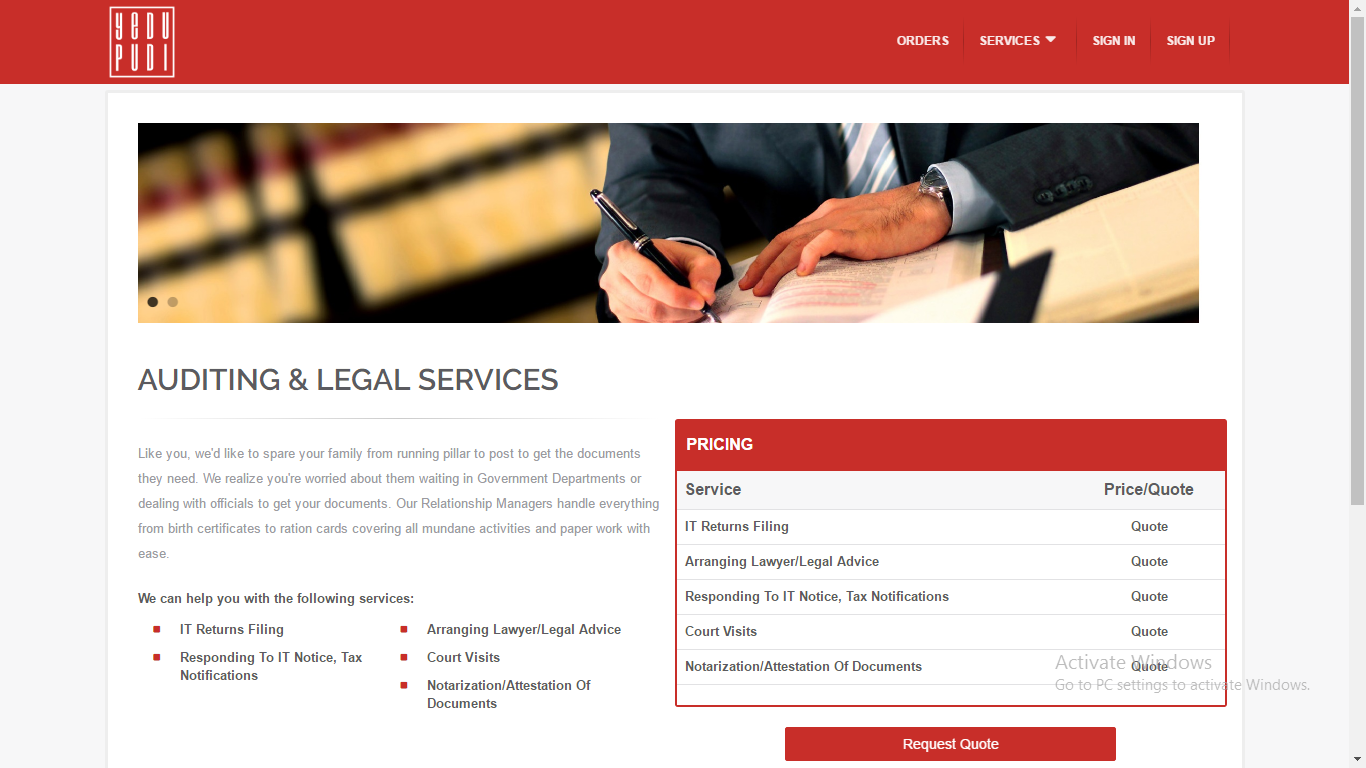 YEDU
PUDI
ORDERS
SERVICES
SIGN IN
SIGN UP
AUDITING & LEGAL SERVICES
Like you, we'd like to spare your family from running pillar to post to get the documents
they need. We realize you're worried about them waiting in Government Departments or
dealing with officials to get your documents. Our Relationship Managers handle everything
from birth certificates to ration cards covering all mundane activities and paper work with
ease.
We can help you with the following services:
IT Returns Filing
Responding To IT Notice, Tax
Notifications
Arranging Lawyer/Legal Advice
Court Visits
Notarization/Attestation Of
Documents
PRICING
Service Price/Quote
IT Returns Filing Quote
Arranging Lawyer/Legal Advice Quote
Responding To IT Notice, Tax Notifications Quote
Court Visits Quote
Notarization/Attestation Of Documents Quote
Request Quote
Activate Windows
Go to PC settings to activate Windows.